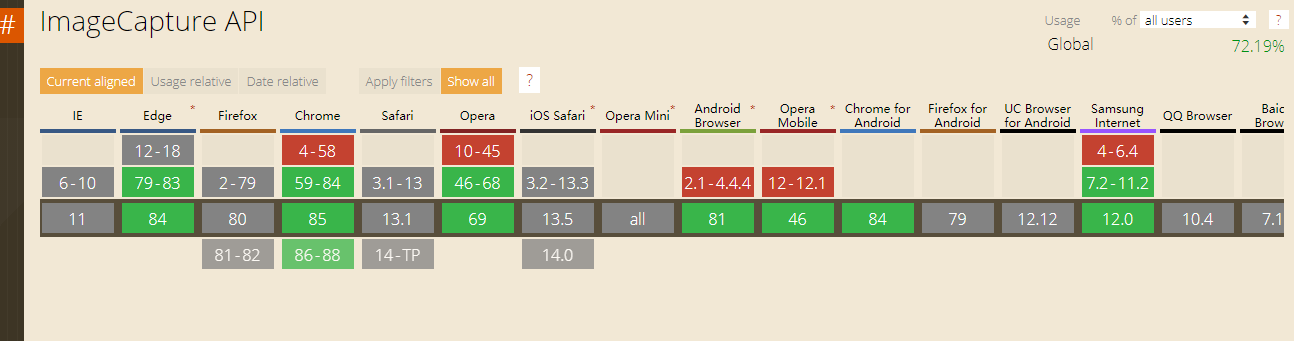 #
ImageCapture API
Usage % of all users ?
Global 72.19%
Current aligned Usage relative Date relative Apply filters Show all ?
IE Edge * Firefox Chrome Safari Opera iOS Safari * Opera Mini * Android Browser * Opera Mobile * Chrome for Android Firefox for Android UC Browser for Android Samsung Internet QQ Browser
12-18 4-58 10-45 4-6.4
6-10 79-83 2-79 59-84 3.1-13 46-68 3.2-13.3 2.1-4.4.4 12-12.1 7.2-11.2
11 84 80 85 13.1 69 13.5 all 81 46 84 79 12.12 12.0 10.4 7.1
81-82 86-88 14-TP 14.0